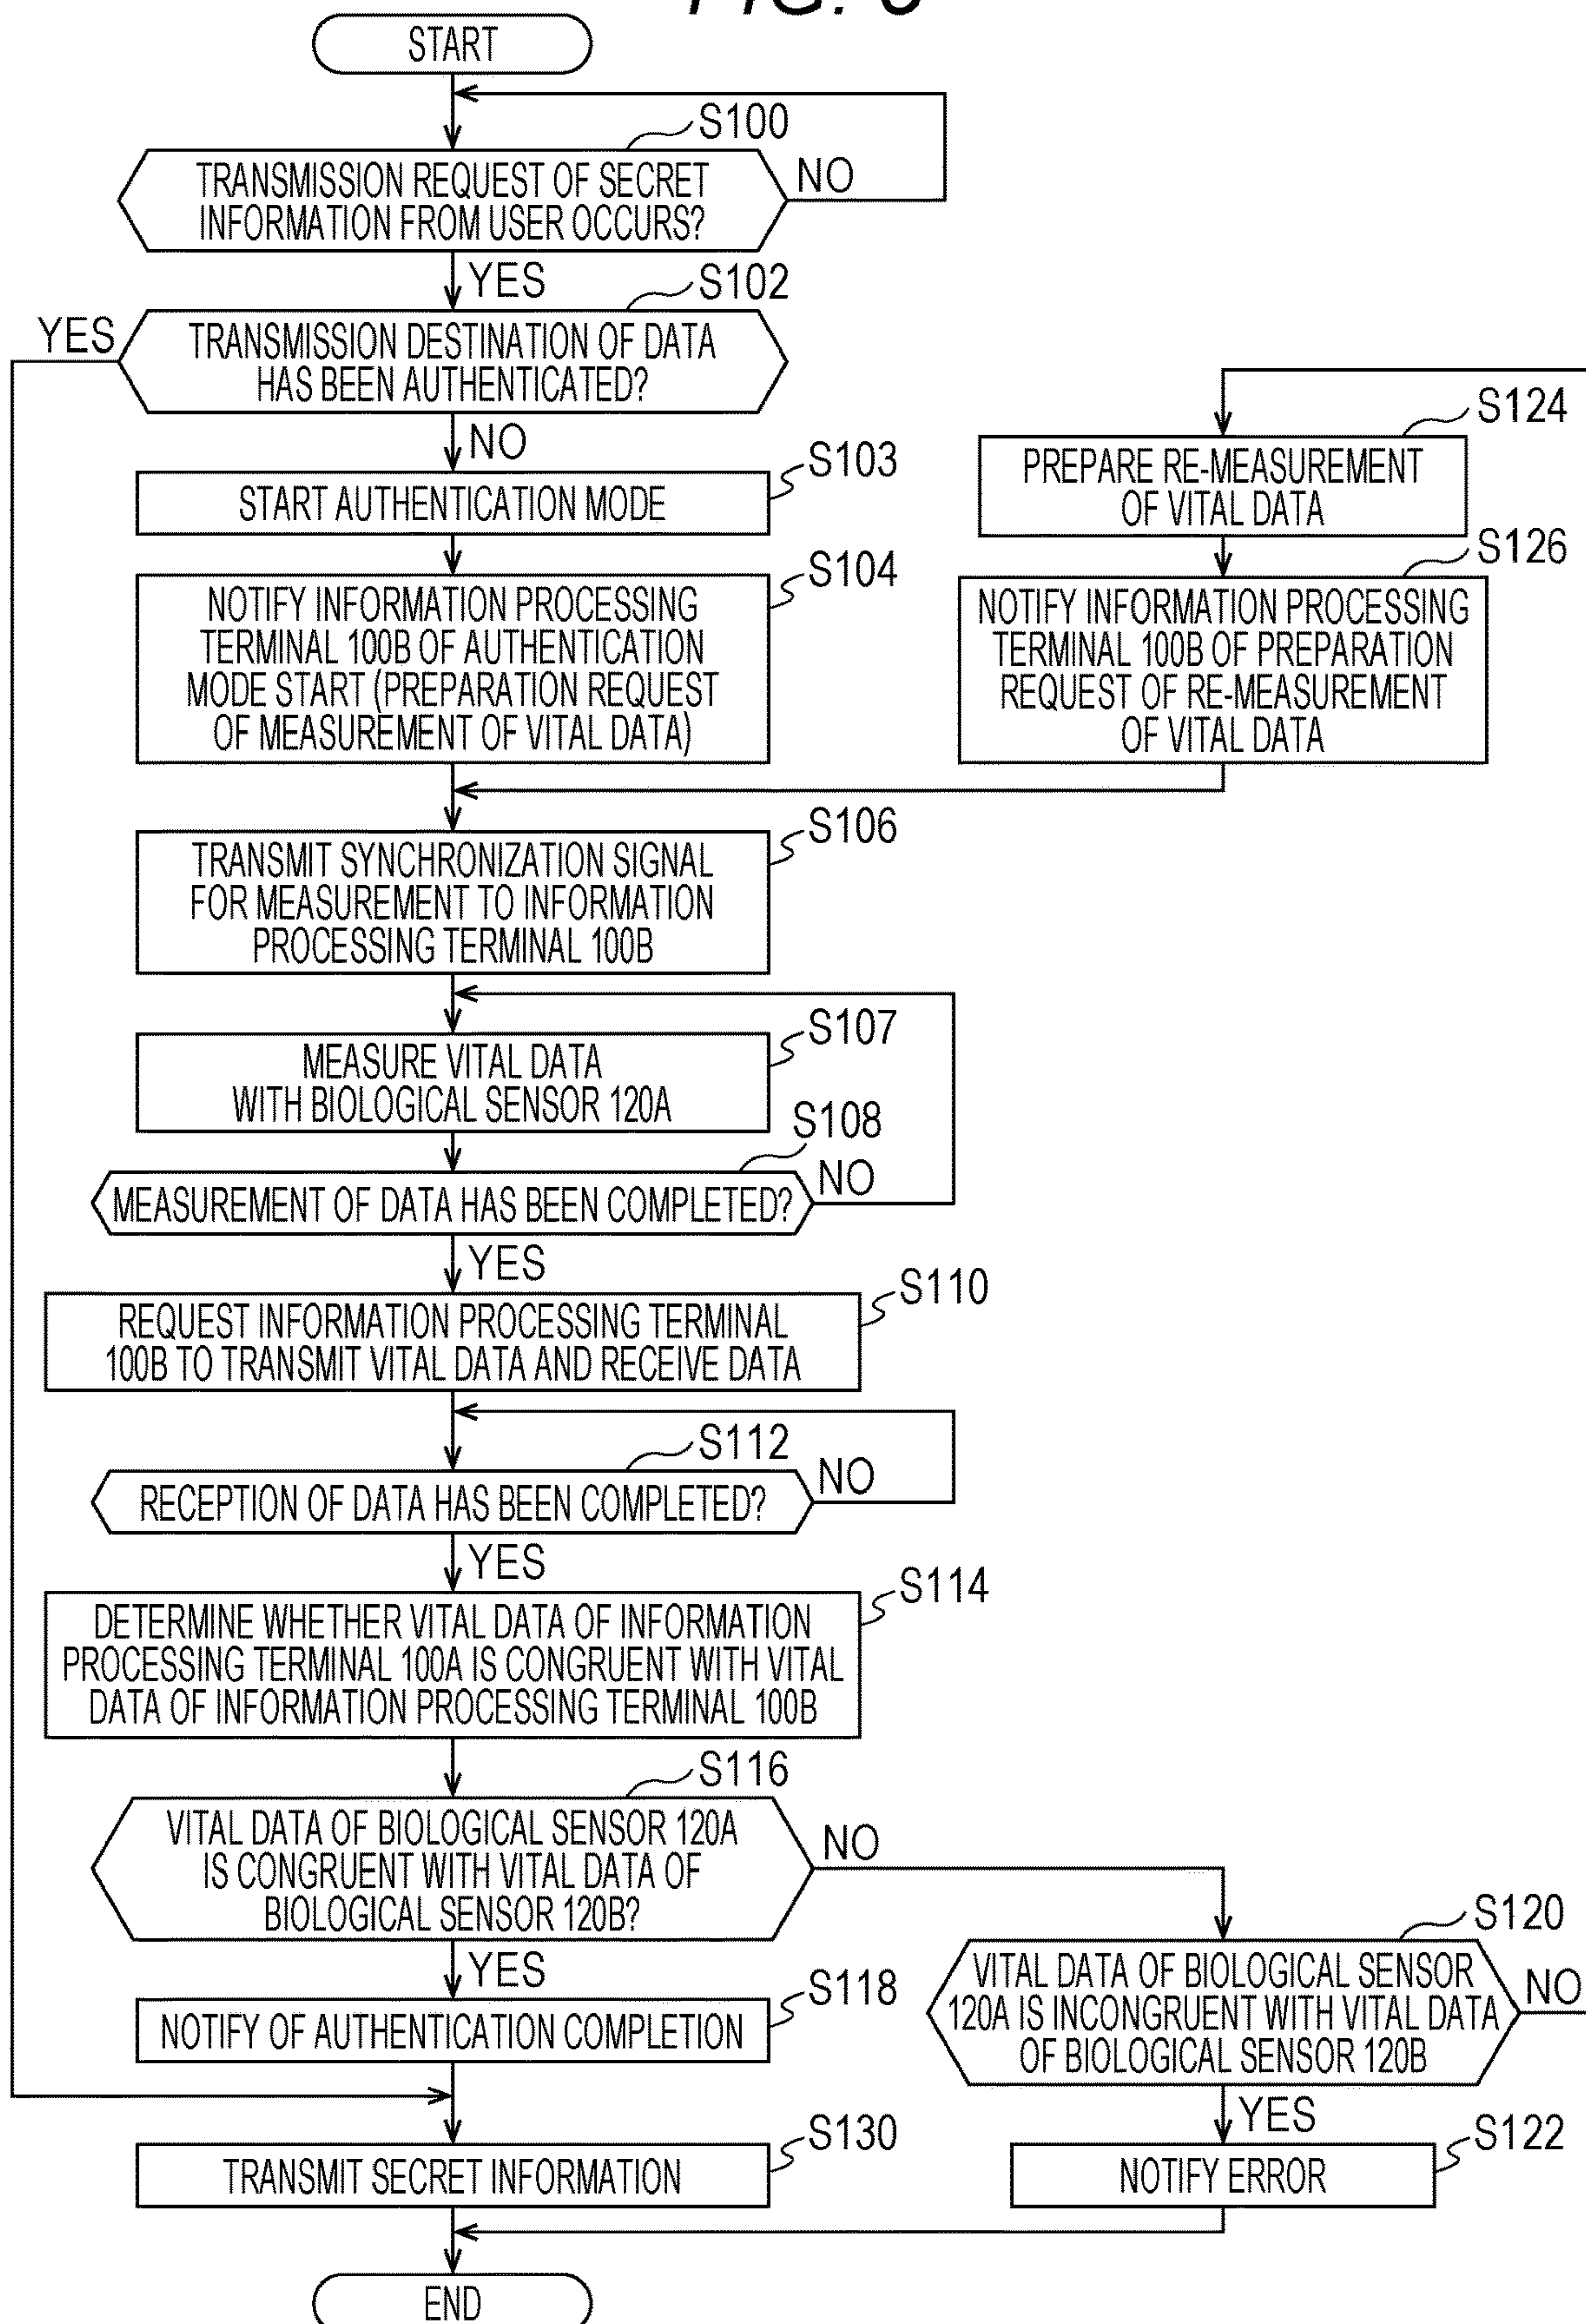 START
S100
TRANSMISSION REQUEST OF SECRET
INFORMATION FROM USER OCCURS?
NO
YES
S102
YES
TRANSMISSION DESTINATION OF DATA
HAS BEEN AUTHENTICATED?
NO
S103
START AUTHENTICATION MODE
S104
NOTIFY INFORMATION PROCESSING
TERMINAL 100B OF AUTHENTICATION
MODE START (PREPARATION REQUEST
OF MEASUREMENT OF VITAL DATA)
S124
PREPARE RE-MEASUREMENT
OF VITAL DATA
S126
NOTIFY INFORMATION PROCESSING
TERMINAL 100B OF PREPARATION
REQUEST OF RE-MEASUREMENT
OF VITAL DATA
S106
TRANSMIT SYNCHRONIZATION SIGNAL
FOR MEASUREMENT TO INFORMATION
PROCESSING TERMINAL 100B
S107
MEASURE VITAL DATA
WITH BIOLOGICAL SENSOR 120A
S108
MEASUREMENT OF DATA HAS BEEN COMPLETED?
NO
YES
S110
REQUEST INFORMATION PROCESSING TERMINAL
100B TO TRANSMIT VITAL DATA AND RECEIVE DATA
S112
RECEPTION OF DATA HAS BEEN COMPLETED?
NO
YES
S114
DETERMINE WHETHER VITAL DATA OF INFORMATION
PROCESSING TERMINAL 100A IS CONGRUENT WITH VITAL
DATA OF INFORMATION PROCESSING TERMINAL 100B
S116
VITAL DATA OF BIOLOGICAL SENSOR 120A
IS CONGRUENT WITH VITAL DATA OF
BIOLOGICAL SENSOR 120B?
NO
YES
S118
NOTIFY OF AUTHENTICATION COMPLETION
S120
VITAL DATA OF BIOLOGICAL SENSOR
120A IS INCONGRUENT WITH VITAL DATA
OF BIOLOGICAL SENSOR 120B
NO
YES
S130
TRANSMIT SECRET INFORMATION
S122
NOTIFY ERROR
END